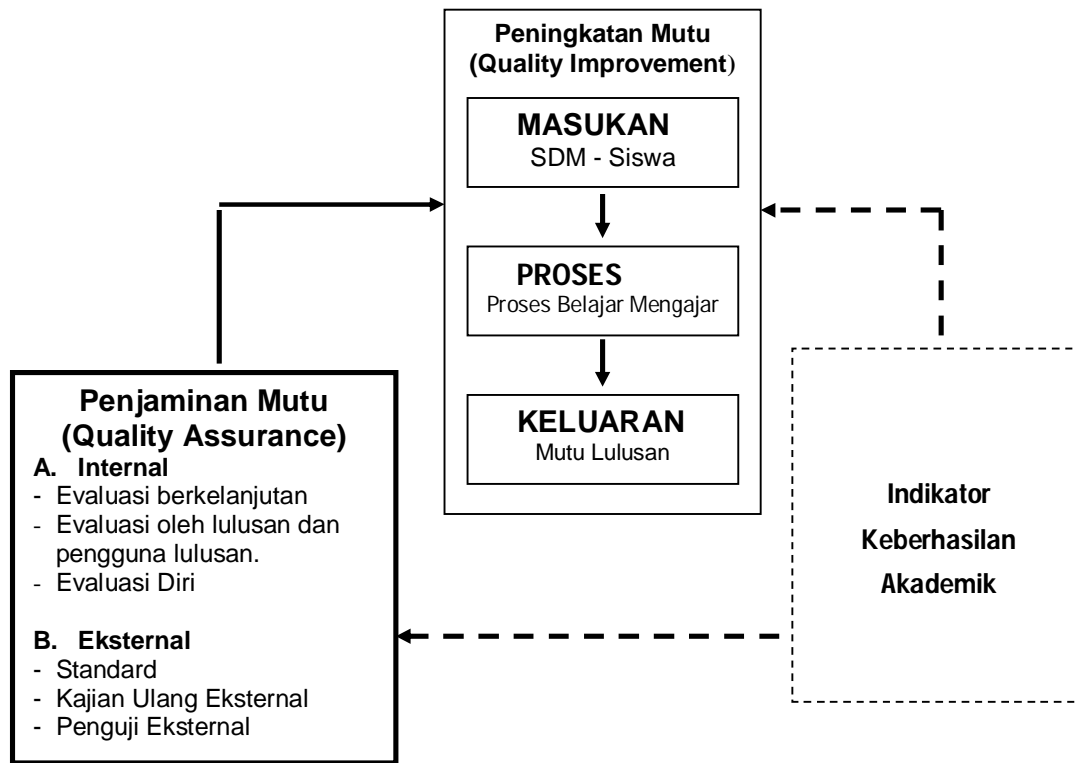 Peningkatan Mutu
(Quality Improvement)
MASUKAN
SDM - Siswa
PROSES
Proses Belajar Mengajar
KELUARAN
Mutu Lulusan
Penjaminan Mutu
(Quality Assurance)
A. Internal
- Evaluasi berkelanjutan
- Evaluasi oleh lulusan dan
pengguna lulusan.
- Evaluasi Diri
B. Eksternal
- Standard
- Kajian Ulang Eksternal
- Penguji Eksternal
Indikator
Keberhasilan
Akademik